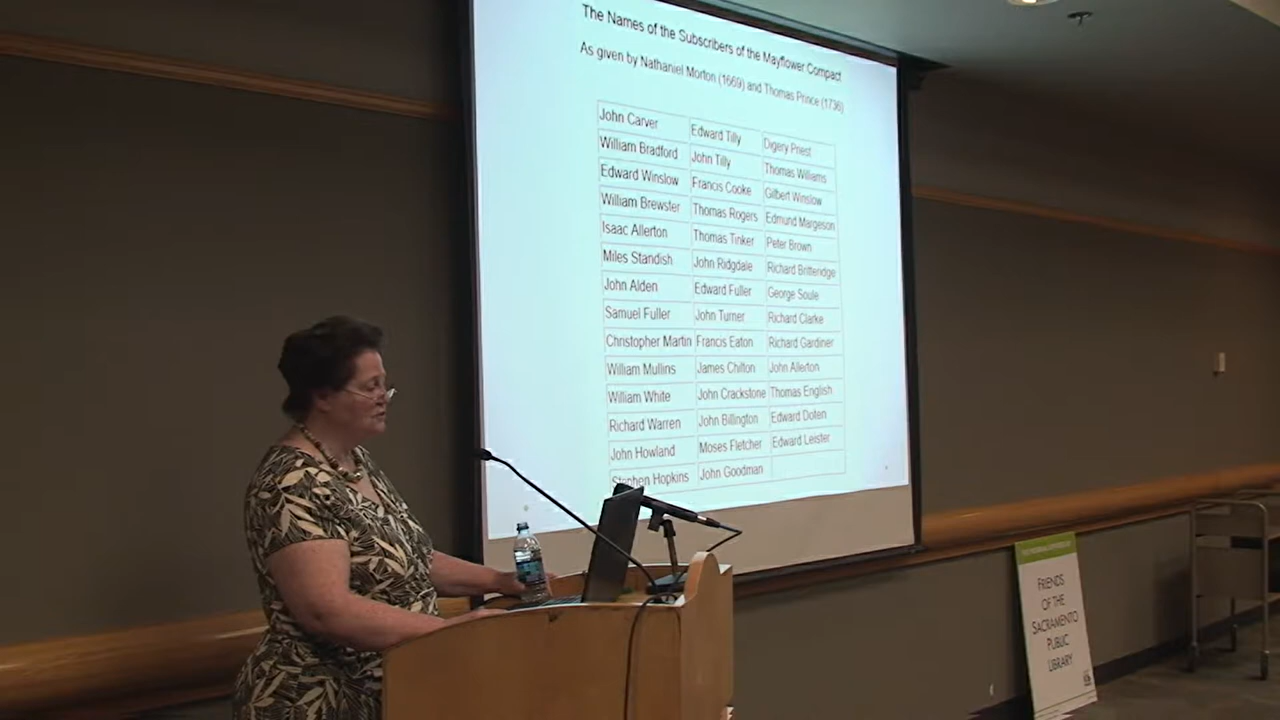 The Names of the Subscribers of the Mayflower Compact
As given by Nathaniel Morton (1669) and Thomas Prince (1736)
John Carver Edward Tilly Digery Priest
William Bradford John Tilly Thomas Williams
Edward Winslow Francis Cooke Gilbert Winslow
William Brewster Thomas Rogers Edmund Margeson
Isaac Allerton Thomas Tinker Peter Brown
Miles Standish John Ridgdale Richard Britteridge
John Alden Edward Fuller George Soule
Samuel Fuller John Turner Richard Clarke
Christopher Martin Francis Eaton Richard Gardiner
William Mullins James Chilton John Allerton
William White John Crackstone Thomas English
Richard Warren John Billington Edward Doten
John Howland Moses Fletcher Edward Leister
Stephen Hopkins John Goodman
FRIENDS
OF THE
SACRAMENTO
PUBLIC
LIBRARY